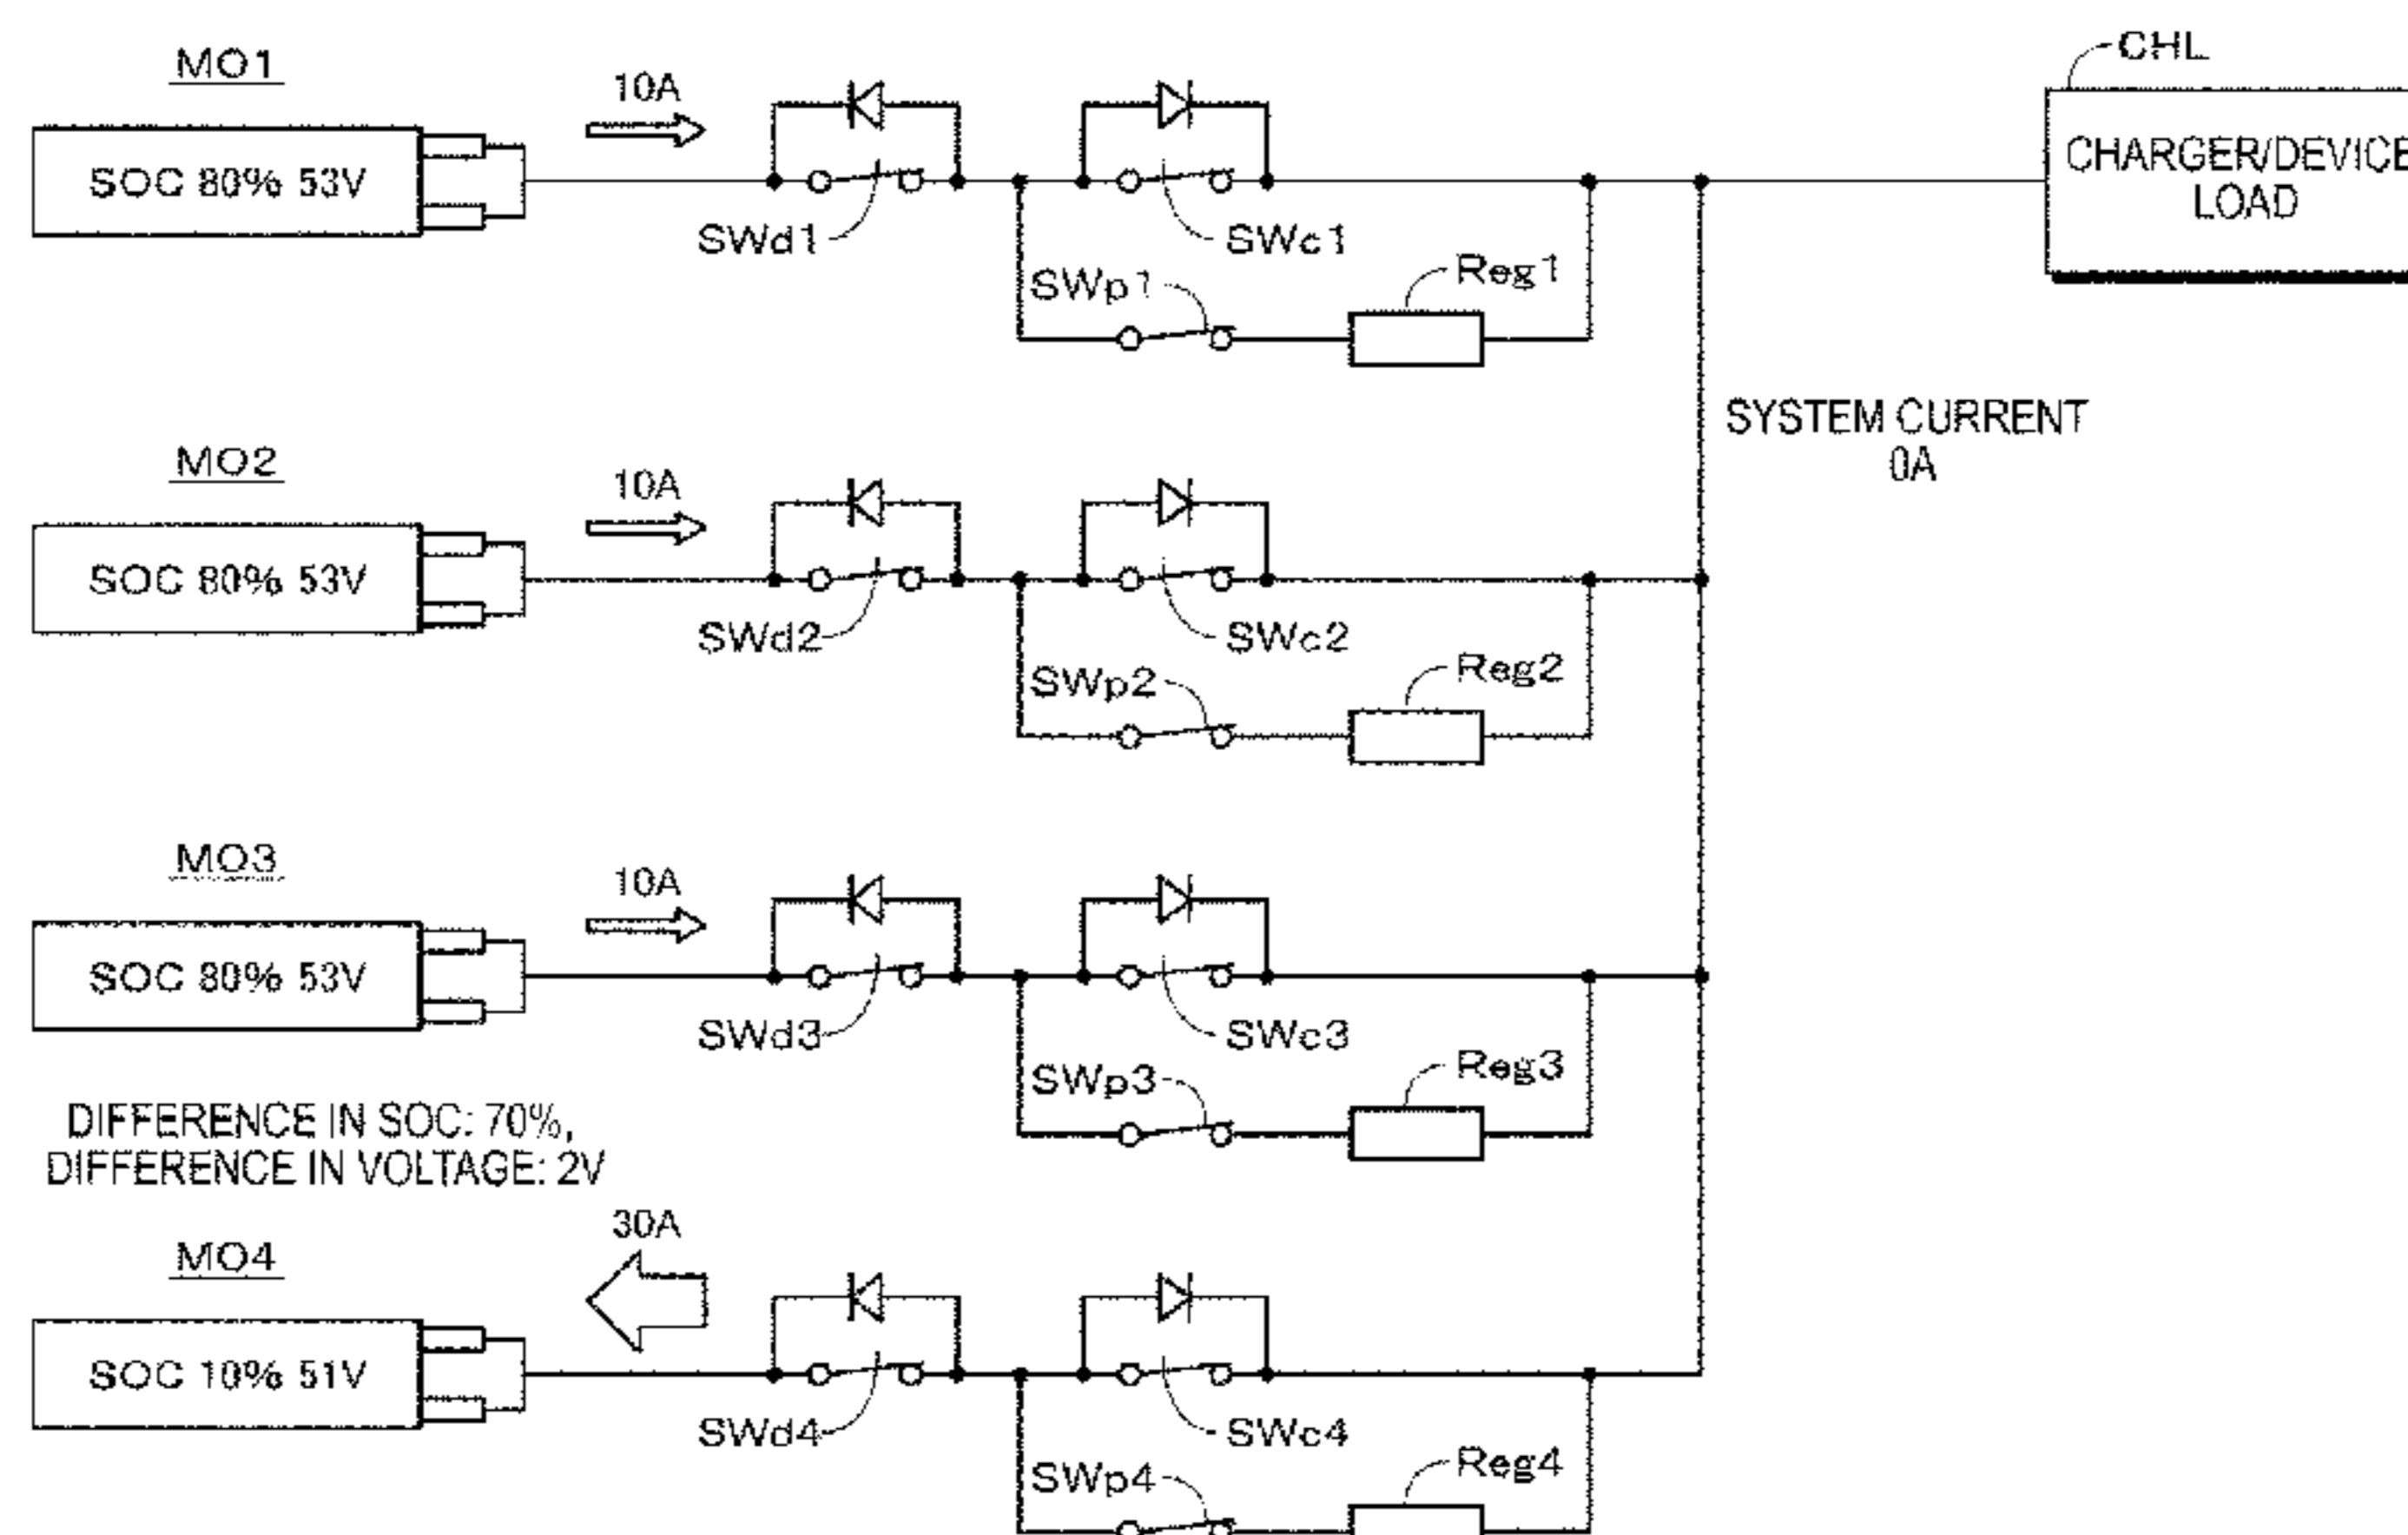 MO1
10A
CHL
SOC 80% 53V
CHARGER/DEVICE
LOAD
SWd1
SWc1
SWp1
Reg1
SYSTEM CURRENT
0A
MO2
10A
SOC 80% 53V
SWd2
SWc2
SWp2
Reg2
MO3
10A
SOC 80% 53V
SWd3
SWc3
SWp3
Reg3
DIFFERENCE IN SOC: 70%,
DIFFERENCE IN VOLTAGE: 2V
30A
MO4
SOC 10% 51V
SWd4
SWc4
SWp4
Reg4